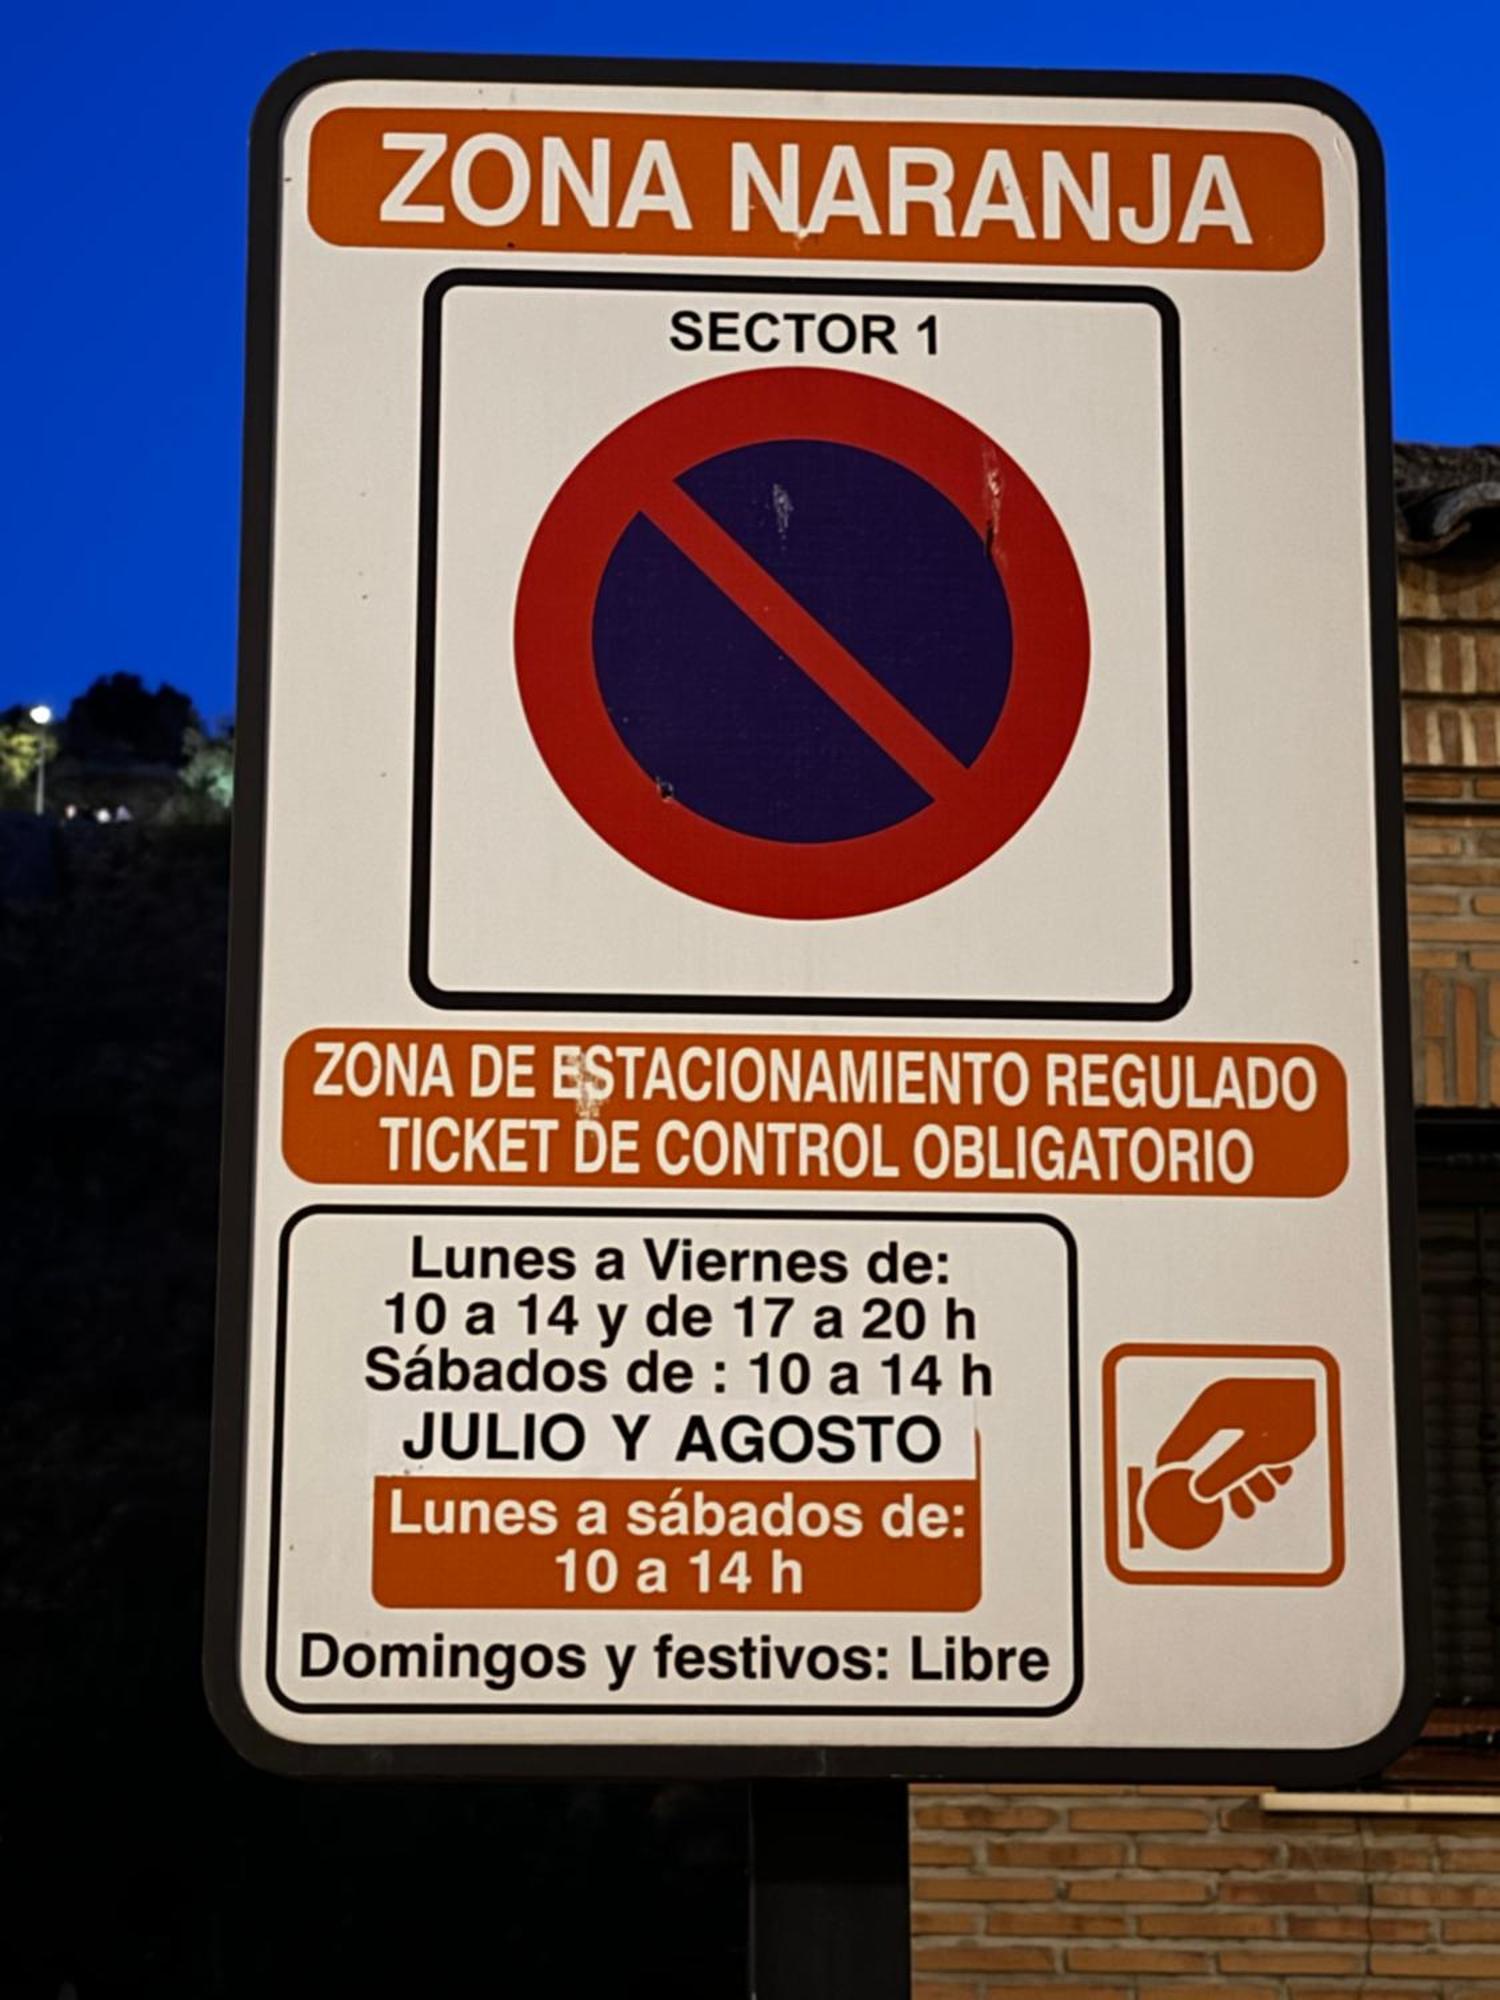 ZONA NARANJA
SECTOR 1
ZONA DE ESTACIONAMIENTO REGULADO
TICKET DE CONTROL OBLIGATORIO
Lunes a Viernes de:
10 a 14 y de 17 a 20 h
Sábados de : 10 a 14 h
JULIO Y AGOSTO
Lunes a sábados de:
10 a 14 h
Domingos y festivos: Libre